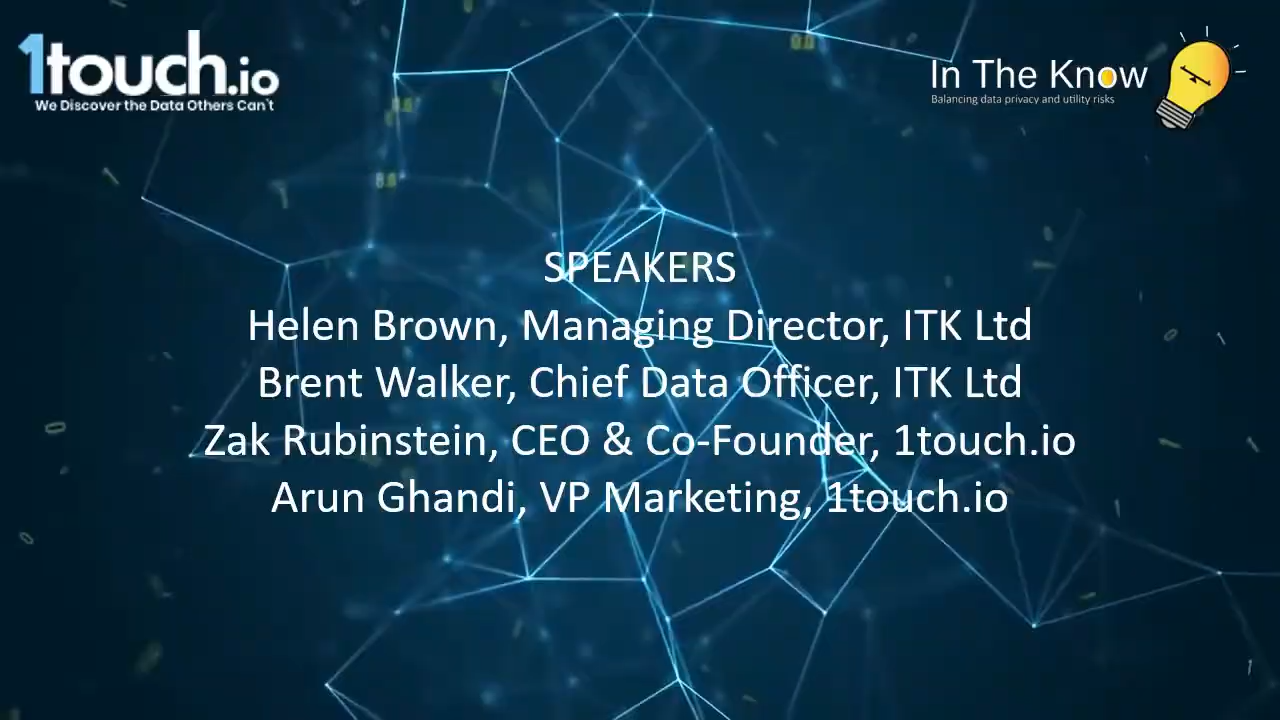 1touch.io
We Discover the Data Others Can't
In The Know
Balancing data privacy and utility risks
SPEAKERS
Helen Brown, Managing Director, ITK Ltd
Brent Walker, Chief Data Officer, ITK Ltd
Zak Rubinstein, CEO & Co-Founder, 1touch.io
Arun Ghandi, VP Marketing, 1touch.io